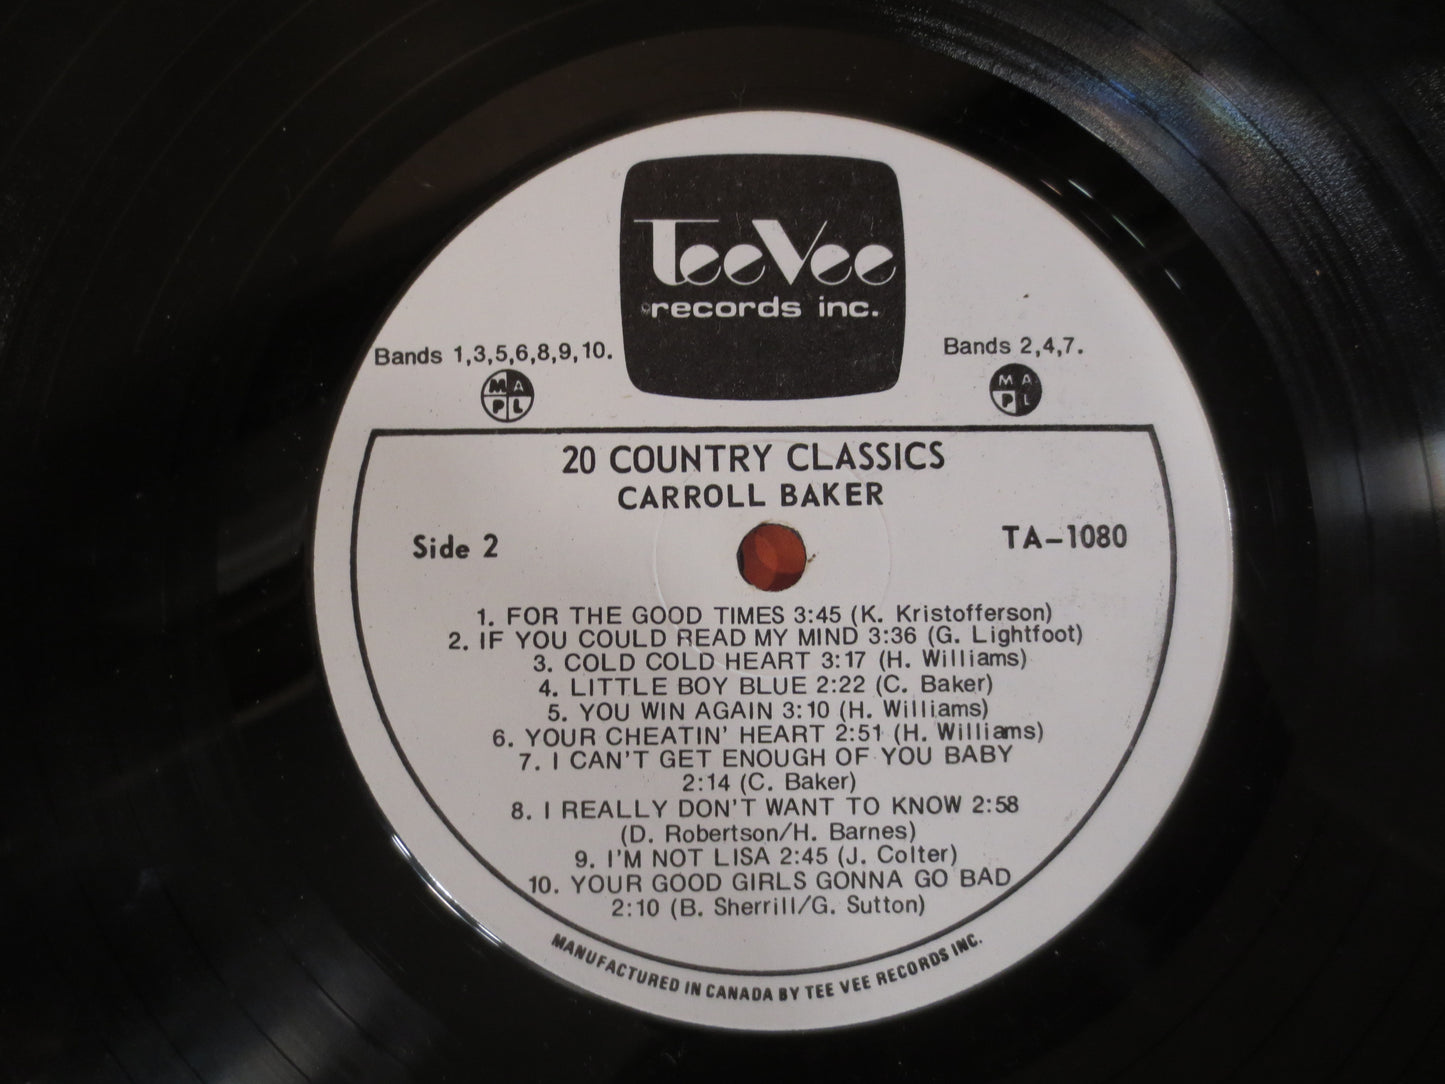 TeeVee
records inc.
Bands 1,3,5,6,8,9,10.
Bands 2,4,7.
M A
P L
M A
P L
20 COUNTRY CLASSICS
CARROLL BAKER
Side 2
TA-1080
1. FOR THE GOOD TIMES 3:45 (K. Kristofferson)
2. IF YOU COULD READ MY MIND 3:36 (G. Lightfoot)
3. COLD COLD HEART 3:17 (H. Williams)
4. LITTLE BOY BLUE 2:22 (C. Baker)
5. YOU WIN AGAIN 3:10 (H. Williams)
6. YOUR CHEATIN' HEART 2:51 (H. Williams)
7. I CAN'T GET ENOUGH OF YOU BABY
2:14 (C. Baker)
8. I REALLY DON'T WANT TO KNOW 2:58
(D. Robertson/H. Barnes)
9. I'M NOT LISA 2:45 (J. Colter)
10. YOUR GOOD GIRLS GONNA GO BAD
2:10 (B. Sherrill/G. Sutton)
MANUFACTURED IN CANADA BY TEE VEE RECORDS INC.